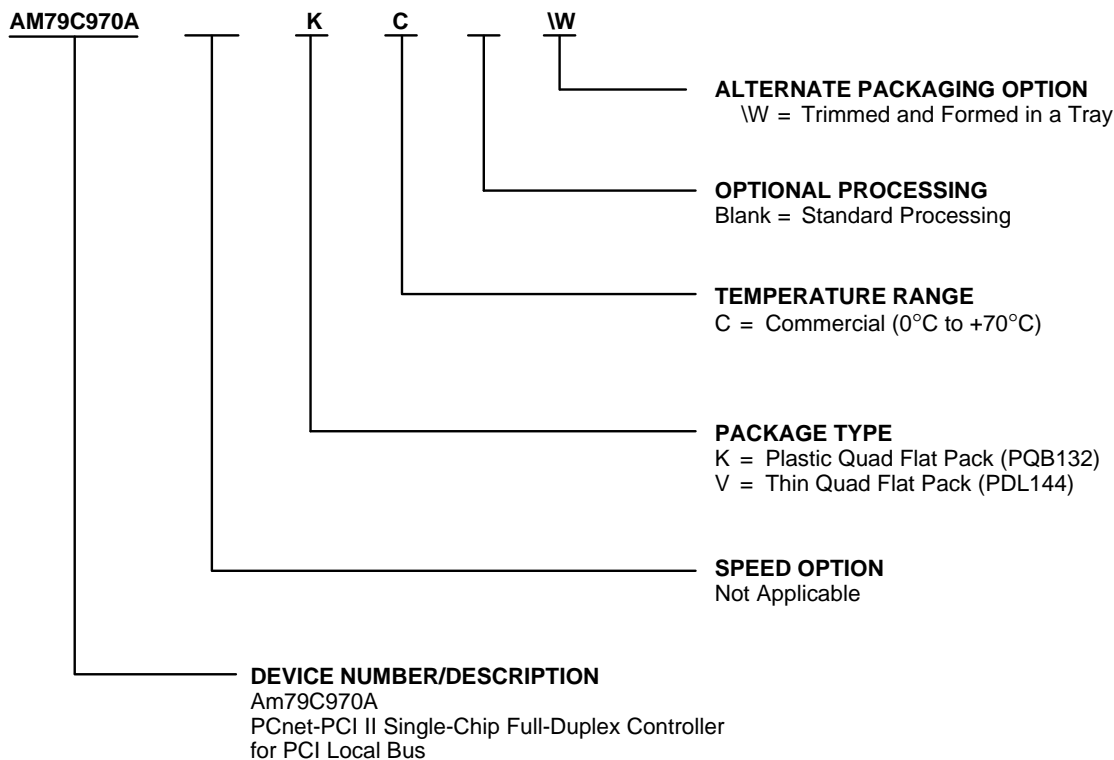 AM79C970A K C \W
ALTERNATE PACKAGING OPTION
\W = Trimmed and Formed in a Tray
OPTIONAL PROCESSING
Blank = Standard Processing
TEMPERATURE RANGE
C = Commercial (0°C to +70°C)
PACKAGE TYPE
K = Plastic Quad Flat Pack (PQB132)
V = Thin Quad Flat Pack (PDL144)
SPEED OPTION
Not Applicable
DEVICE NUMBER/DESCRIPTION
Am79C970A
PCnet-PCI II Single-Chip Full-Duplex Controller
for PCI Local Bus